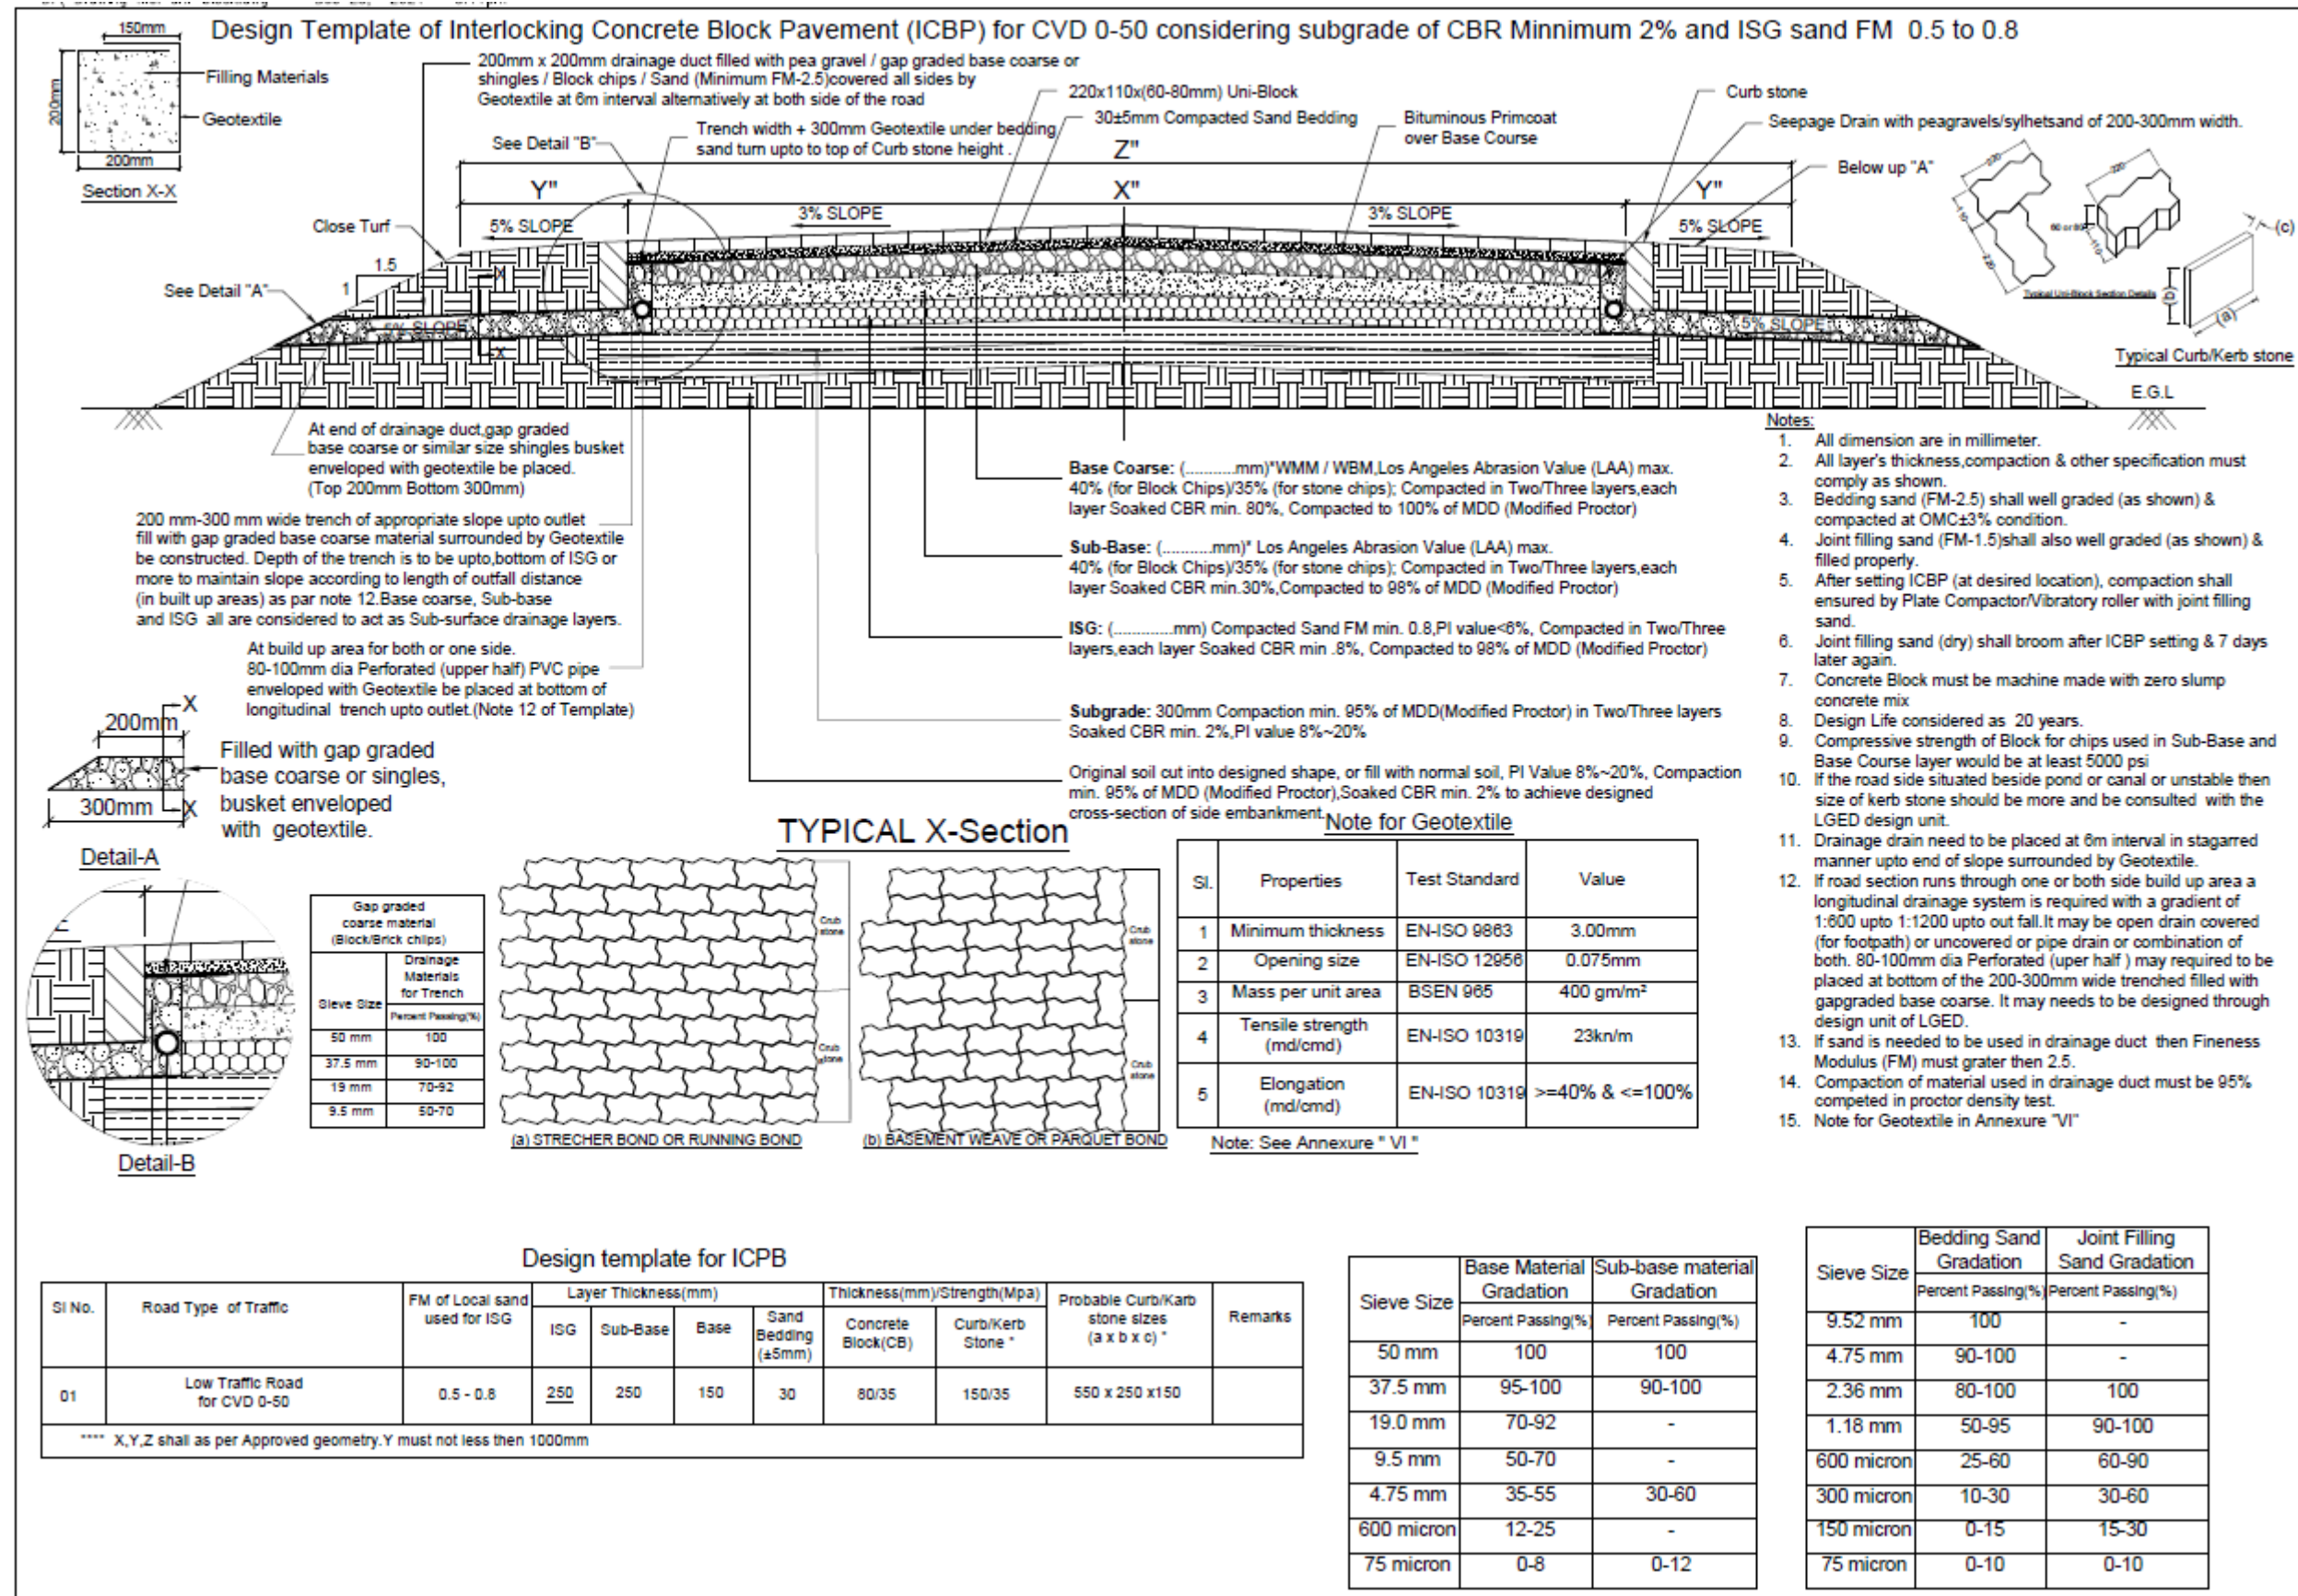 Design Template of Interlocking Concrete Block Pavement (ICBP) for CVD 0-50 considering subgrade of CBR Minnimum 2% and ISG sand FM 0.5 to 0.8
150mm
200mm
200mm
Filling Materials
Geotextile
Section X-X
200mm x 200mm drainage duct filled with pea gravel / gap graded base coarse or
shingles / Block chips / Sand (Minimum FM-2.5)covered all sides by
Geotextile at 6m interval alternatively at both side of the road
See Detail "B"
Trench width + 300mm Geotextile under bedding
sand turn upto to top of Curb stone height .
220x110x(60-80mm) Uni-Block
30±5mm Compacted Sand Bedding
Bituminous Primcoat
over Base Course
Curb stone
Seepage Drain with peagravels/sylhetsand of 200-300mm width.
Below up "A"
Z"
Y"
X"
Y"
Close Turf
5% SLOPE
3% SLOPE
3% SLOPE
5% SLOPE
1.5
1
See Detail "A"
X
X
5% SLOPE
5% SLOPE
220
110
220
220
60 or 80
110
Typical Uni-Block Section Details
(c)
(b)
(a)
Typical Curb/Kerb stone
E.G.L
At end of drainage duct,gap graded
base coarse or similar size shingles busket
enveloped with geotextile be placed.
(Top 200mm Bottom 300mm)
200 mm-300 mm wide trench of appropriate slope upto outlet
fill with gap graded base coarse material surrounded by Geotextile
be constructed. Depth of the trench is to be upto,bottom of ISG or
more to maintain slope according to length of outfall distance
(in built up areas) as par note 12.Base coarse, Sub-base
and ISG all are considered to act as Sub-surface drainage layers.
At build up area for both or one side.
80-100mm dia Perforated (upper half) PVC pipe
enveloped with Geotextile be placed at bottom of
longitudinal trench upto outlet.(Note 12 of Template)
Base Coarse: (...........mm)*WMM / WBM,Los Angeles Abrasion Value (LAA) max.
40% (for Block Chips)/35% (for stone chips); Compacted in Two/Three layers,each
layer Soaked CBR min. 80%, Compacted to 100% of MDD (Modified Proctor)
Sub-Base: (...........mm)* Los Angeles Abrasion Value (LAA) max.
40% (for Block Chips)/35% (for stone chips); Compacted in Two/Three layers,each
layer Soaked CBR min.30%,Compacted to 98% of MDD (Modified Proctor)
ISG: (.............mm) Compacted Sand FM min. 0.8,PI value<6%, Compacted in Two/Three
layers,each layer Soaked CBR min .8%, Compacted to 98% of MDD (Modified Proctor)
Subgrade: 300mm Compaction min. 95% of MDD(Modified Proctor) in Two/Three layers
Soaked CBR min. 2%,PI value 8%~20%
Original soil cut into designed shape, or fill with normal soil, PI Value 8%~20%, Compaction
min. 95% of MDD (Modified Proctor),Soaked CBR min. 2% to achieve designed
cross-section of side embankment.
Notes:
1. All dimension are in millimeter.
2. All layer's thickness,compaction & other specification must
comply as shown.
3. Bedding sand (FM-2.5) shall well graded (as shown) &
compacted at OMC±3% condition.
4. Joint filling sand (FM-1.5)shall also well graded (as shown) &
filled properly.
5. After setting ICBP (at desired location), compaction shall
ensured by Plate Compactor/Vibratory roller with joint filling
sand.
6. Joint filling sand (dry) shall broom after ICBP setting & 7 days
later again.
7. Concrete Block must be machine made with zero slump
concrete mix
8. Design Life considered as 20 years.
9. Compressive strength of Block for chips used in Sub-Base and
Base Course layer would be at least 5000 psi
10. If the road side situated beside pond or canal or unstable then
size of kerb stone should be more and be consulted with the
LGED design unit.
11. Drainage drain need to be placed at 6m interval in stagarred
manner upto end of slope surrounded by Geotextile.
12. If road section runs through one or both side build up area a
longitudinal drainage system is required with a gradient of
1:600 upto 1:1200 upto out fall.It may be open drain covered
(for footpath) or uncovered or pipe drain or combination of
both. 80-100mm dia Perforated (uper half ) may required to be
placed at bottom of the 200-300mm wide trenched filled with
gapgraded base coarse. It may needs to be designed through
design unit of LGED.
13. If sand is needed to be used in drainage duct then Fineness
Modulus (FM) must grater then 2.5.
14. Compaction of material used in drainage duct must be 95%
competed in proctor density test.
15. Note for Geotextile in Annexure "VI"
200mm
X
Filled with gap graded
base coarse or singles,
busket enveloped
with geotextile.
300mm
X
Detail-A
Detail-B
TYPICAL X-Section
Gap graded
coarse material
(Block/Brick chilps)
Sieve Size
Drainage
Materials
for Trench
Percent Passing(%)
50 mm 100
37.5 mm 90-100
19 mm 70-92
9.5 mm 50-70
Crub
stone
Crub
stone
(a) STRECHER BOND OR RUNNING BOND
Crub
stone
Crub
stone
(b) BASEMENT WEAVE OR PARQUET BOND
Note for Geotextile
Sl. Properties Test Standard Value
1 Minimum thickness EN-ISO 9863 3.00mm
2 Opening size EN-ISO 12956 0.075mm
3 Mass per unit area BSEN 965 400 gm/m²
4 Tensile strength (md/cmd) EN-ISO 10319 23kn/m
5 Elongation (md/cmd) EN-ISO 10319 >=40% & <=100%
Note: See Annexure " VI "
Design template for ICPB
Sl No. Road Type of Traffic FM of Local sand used for ISG Layer Thickness(mm) Thickness(mm)/Strength(Mpa) Probable Curb/Karb stone sizes (a x b x c) * Remarks
ISG Sub-Base Base Sand Bedding (±5mm) Concrete Block(CB) Curb/Kerb Stone *
01 Low Traffic Road for CVD 0-50 0.5 - 0.8 250 250 150 30 80/35 150/35 550 x 250 x150
**** X,Y,Z shall as per Approved geometry.Y must not less then 1000mm
Sieve Size Base Material Gradation Sub-base material Gradation
Percent Passing(%) Percent Passing(%)
50 mm 100 100
37.5 mm 95-100 90-100
19.0 mm 70-92 -
9.5 mm 50-70 -
4.75 mm 35-55 30-60
600 micron 12-25 -
75 micron 0-8 0-12
Sieve Size Bedding Sand Gradation Joint Filling Sand Gradation
Percent Passing(%) Percent Passing(%)
9.52 mm 100 -
4.75 mm 90-100 -
2.36 mm 80-100 100
1.18 mm 50-95 90-100
600 micron 25-60 60-90
300 micron 10-30 30-60
150 micron 0-15 15-30
75 micron 0-10 0-10